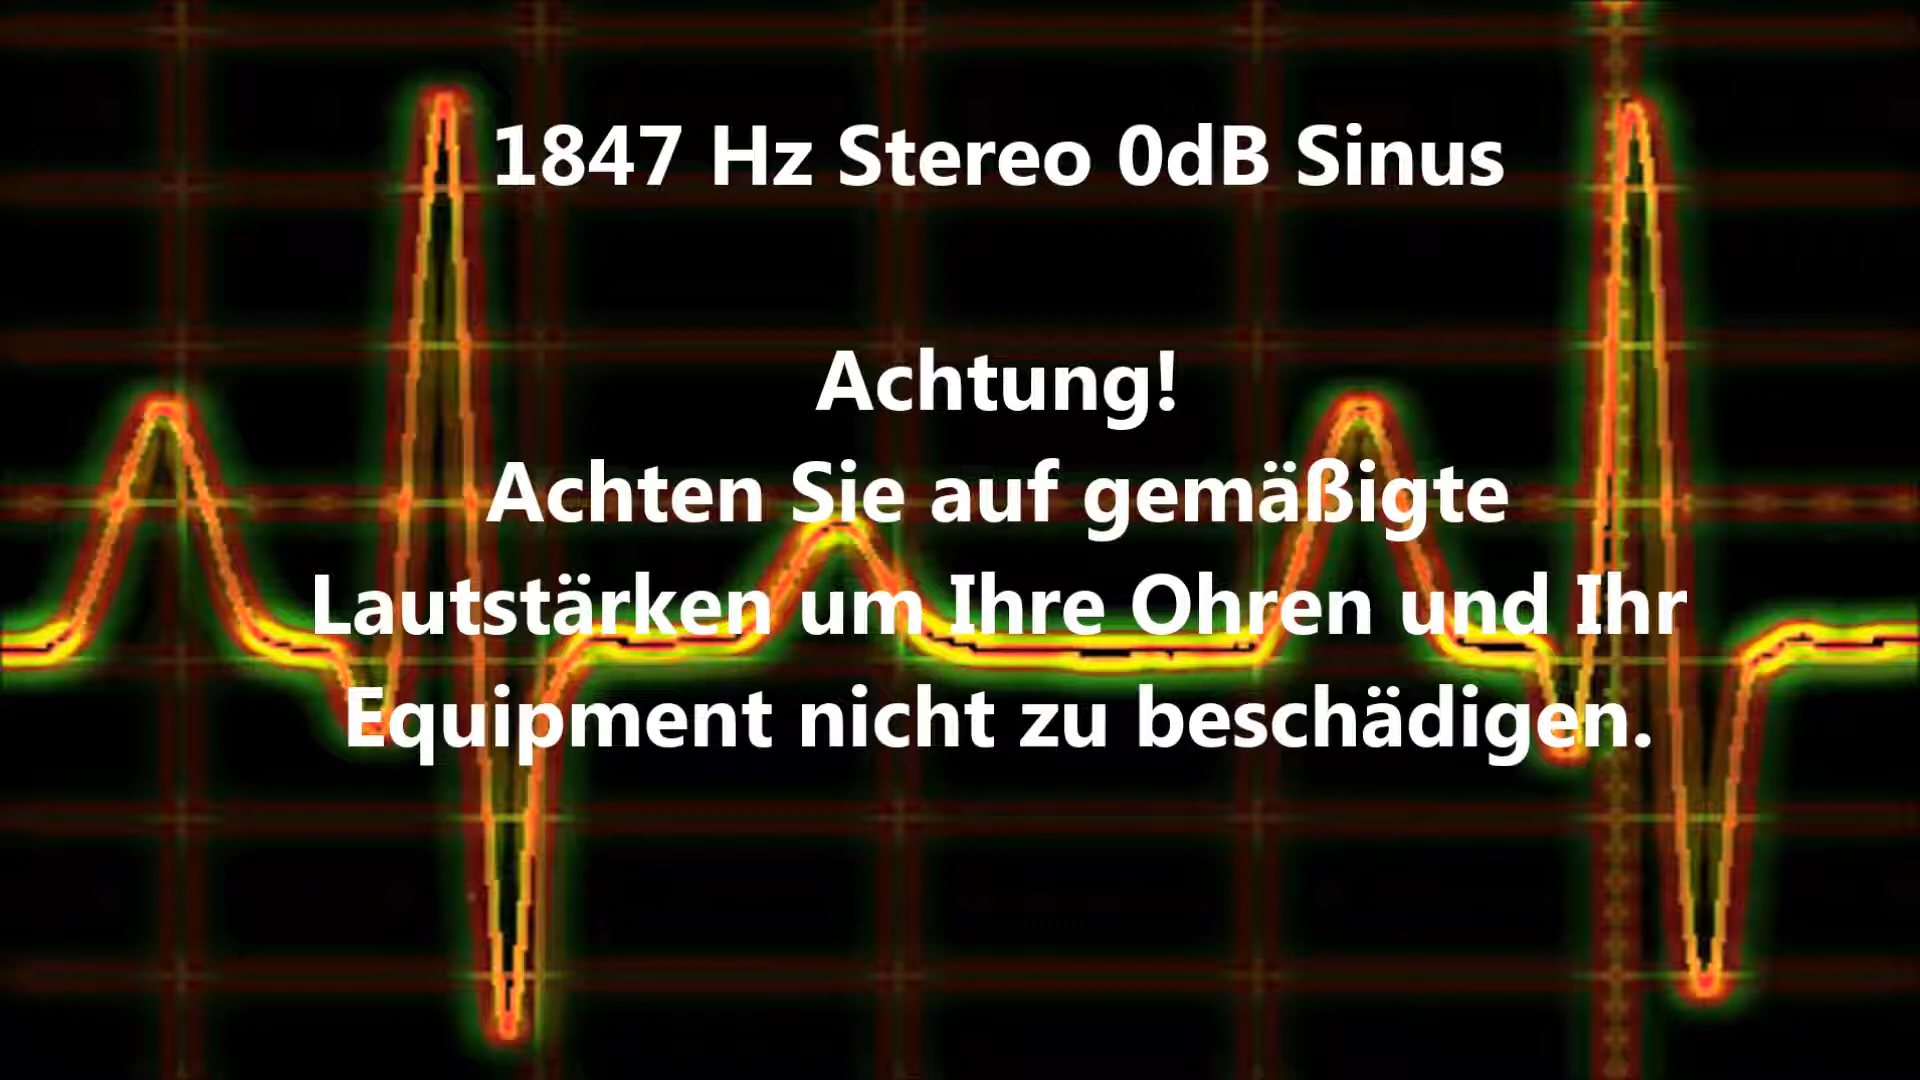 1847 Hz Stereo 0dB Sinus
Achtung!
Achten Sie auf gemäßigte
Lautstärken um Ihre Ohren und Ihr
Equipment nicht zu beschädigen.